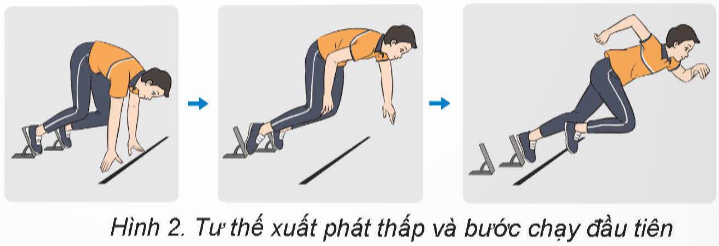 Hình 2. Tư thế xuất phát thấp và bước chạy đầu tiên